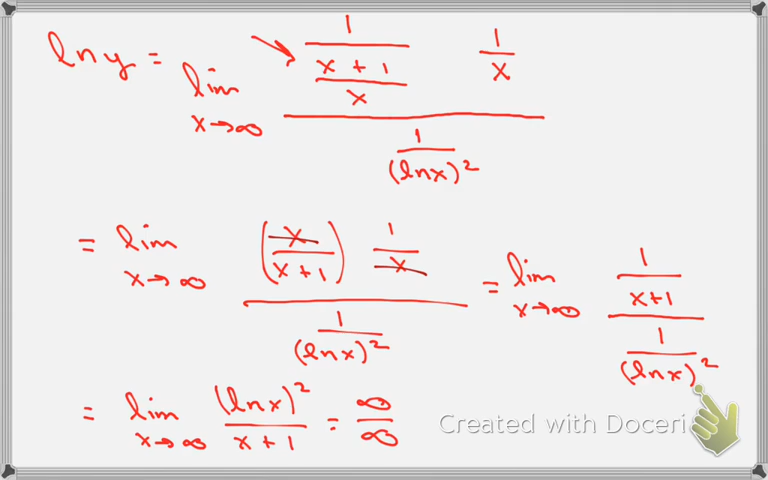 ln y = lim x→∞ (1/((x + 1)/x) · 1/x) / (1/(ln x)^2)
= lim x→∞ ((x/(x + 1)) 1/x) / (1/(ln x)^2) = lim x→∞ (1/(x+1)) / (1/(ln x)^2)
= lim x→∞ (ln x)^2/(x + 1) = ∞/∞
Created with Doceri